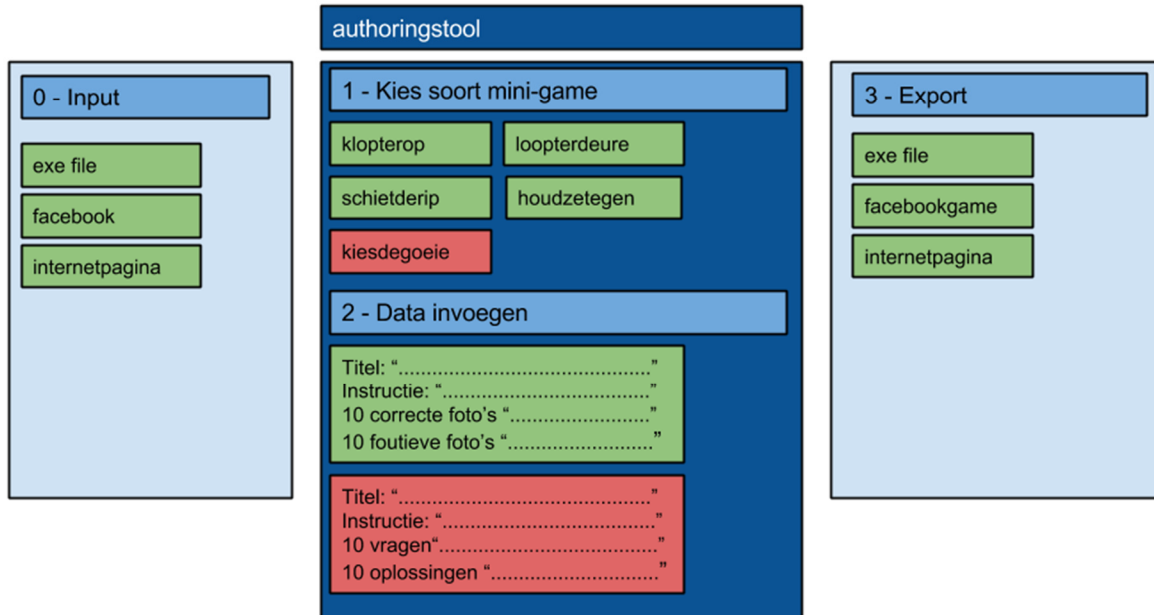 authoringstool
0 - Input
exe file
facebook
internetpagina
1 - Kies soort mini-game
klopterop
loopterdeure
schietderip
houdzetegen
kiesdegoeie
2 - Data invoegen
Titel: “.............................................”
Instructie: “.....................................”
10 correcte foto’s “.........................”
10 foutieve foto’s “..........................”
Titel: “.............................................”
Instructie: “......................................”
10 vragen“.......................................”
10 oplossingen “..............................”
3 - Export
exe file
facebookgame
internetpagina